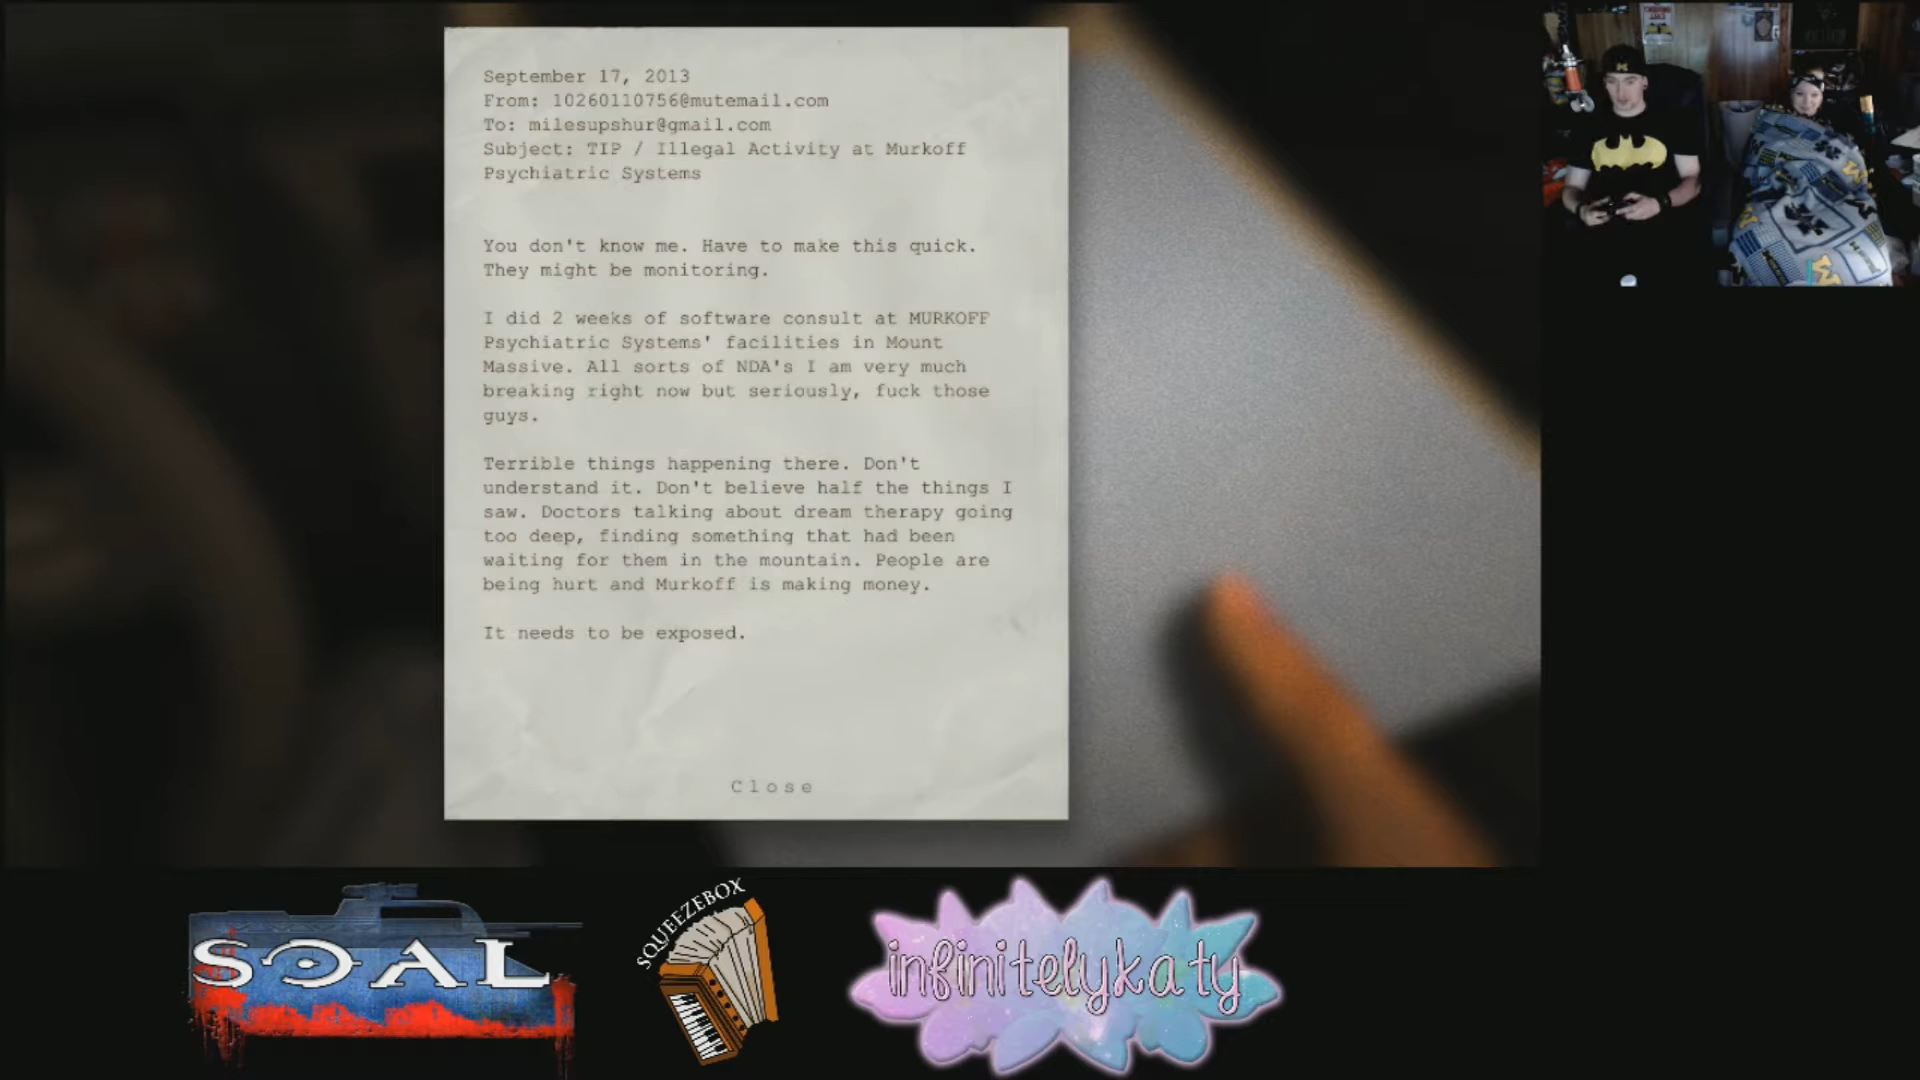 September 17, 2013
From: 10260110756@mutemail.com
To: milesupshur@gmail.com
Subject: TIP / Illegal Activity at Murkoff
Psychiatric Systems
You don't know me. Have to make this quick.
They might be monitoring.
I did 2 weeks of software consult at MURKOFF
Psychiatric Systems' facilities in Mount
Massive. All sorts of NDA's I am very much
breaking right now but seriously, fuck those
guys.
Terrible things happening there. Don't
understand it. Don't believe half the things I
saw. Doctors talking about dream therapy going
too deep, finding something that had been
waiting for them in the mountain. People are
being hurt and Murkoff is making money.
It needs to be exposed.
Close
SOAL
SQUEEZEBOX
infinitelykaty